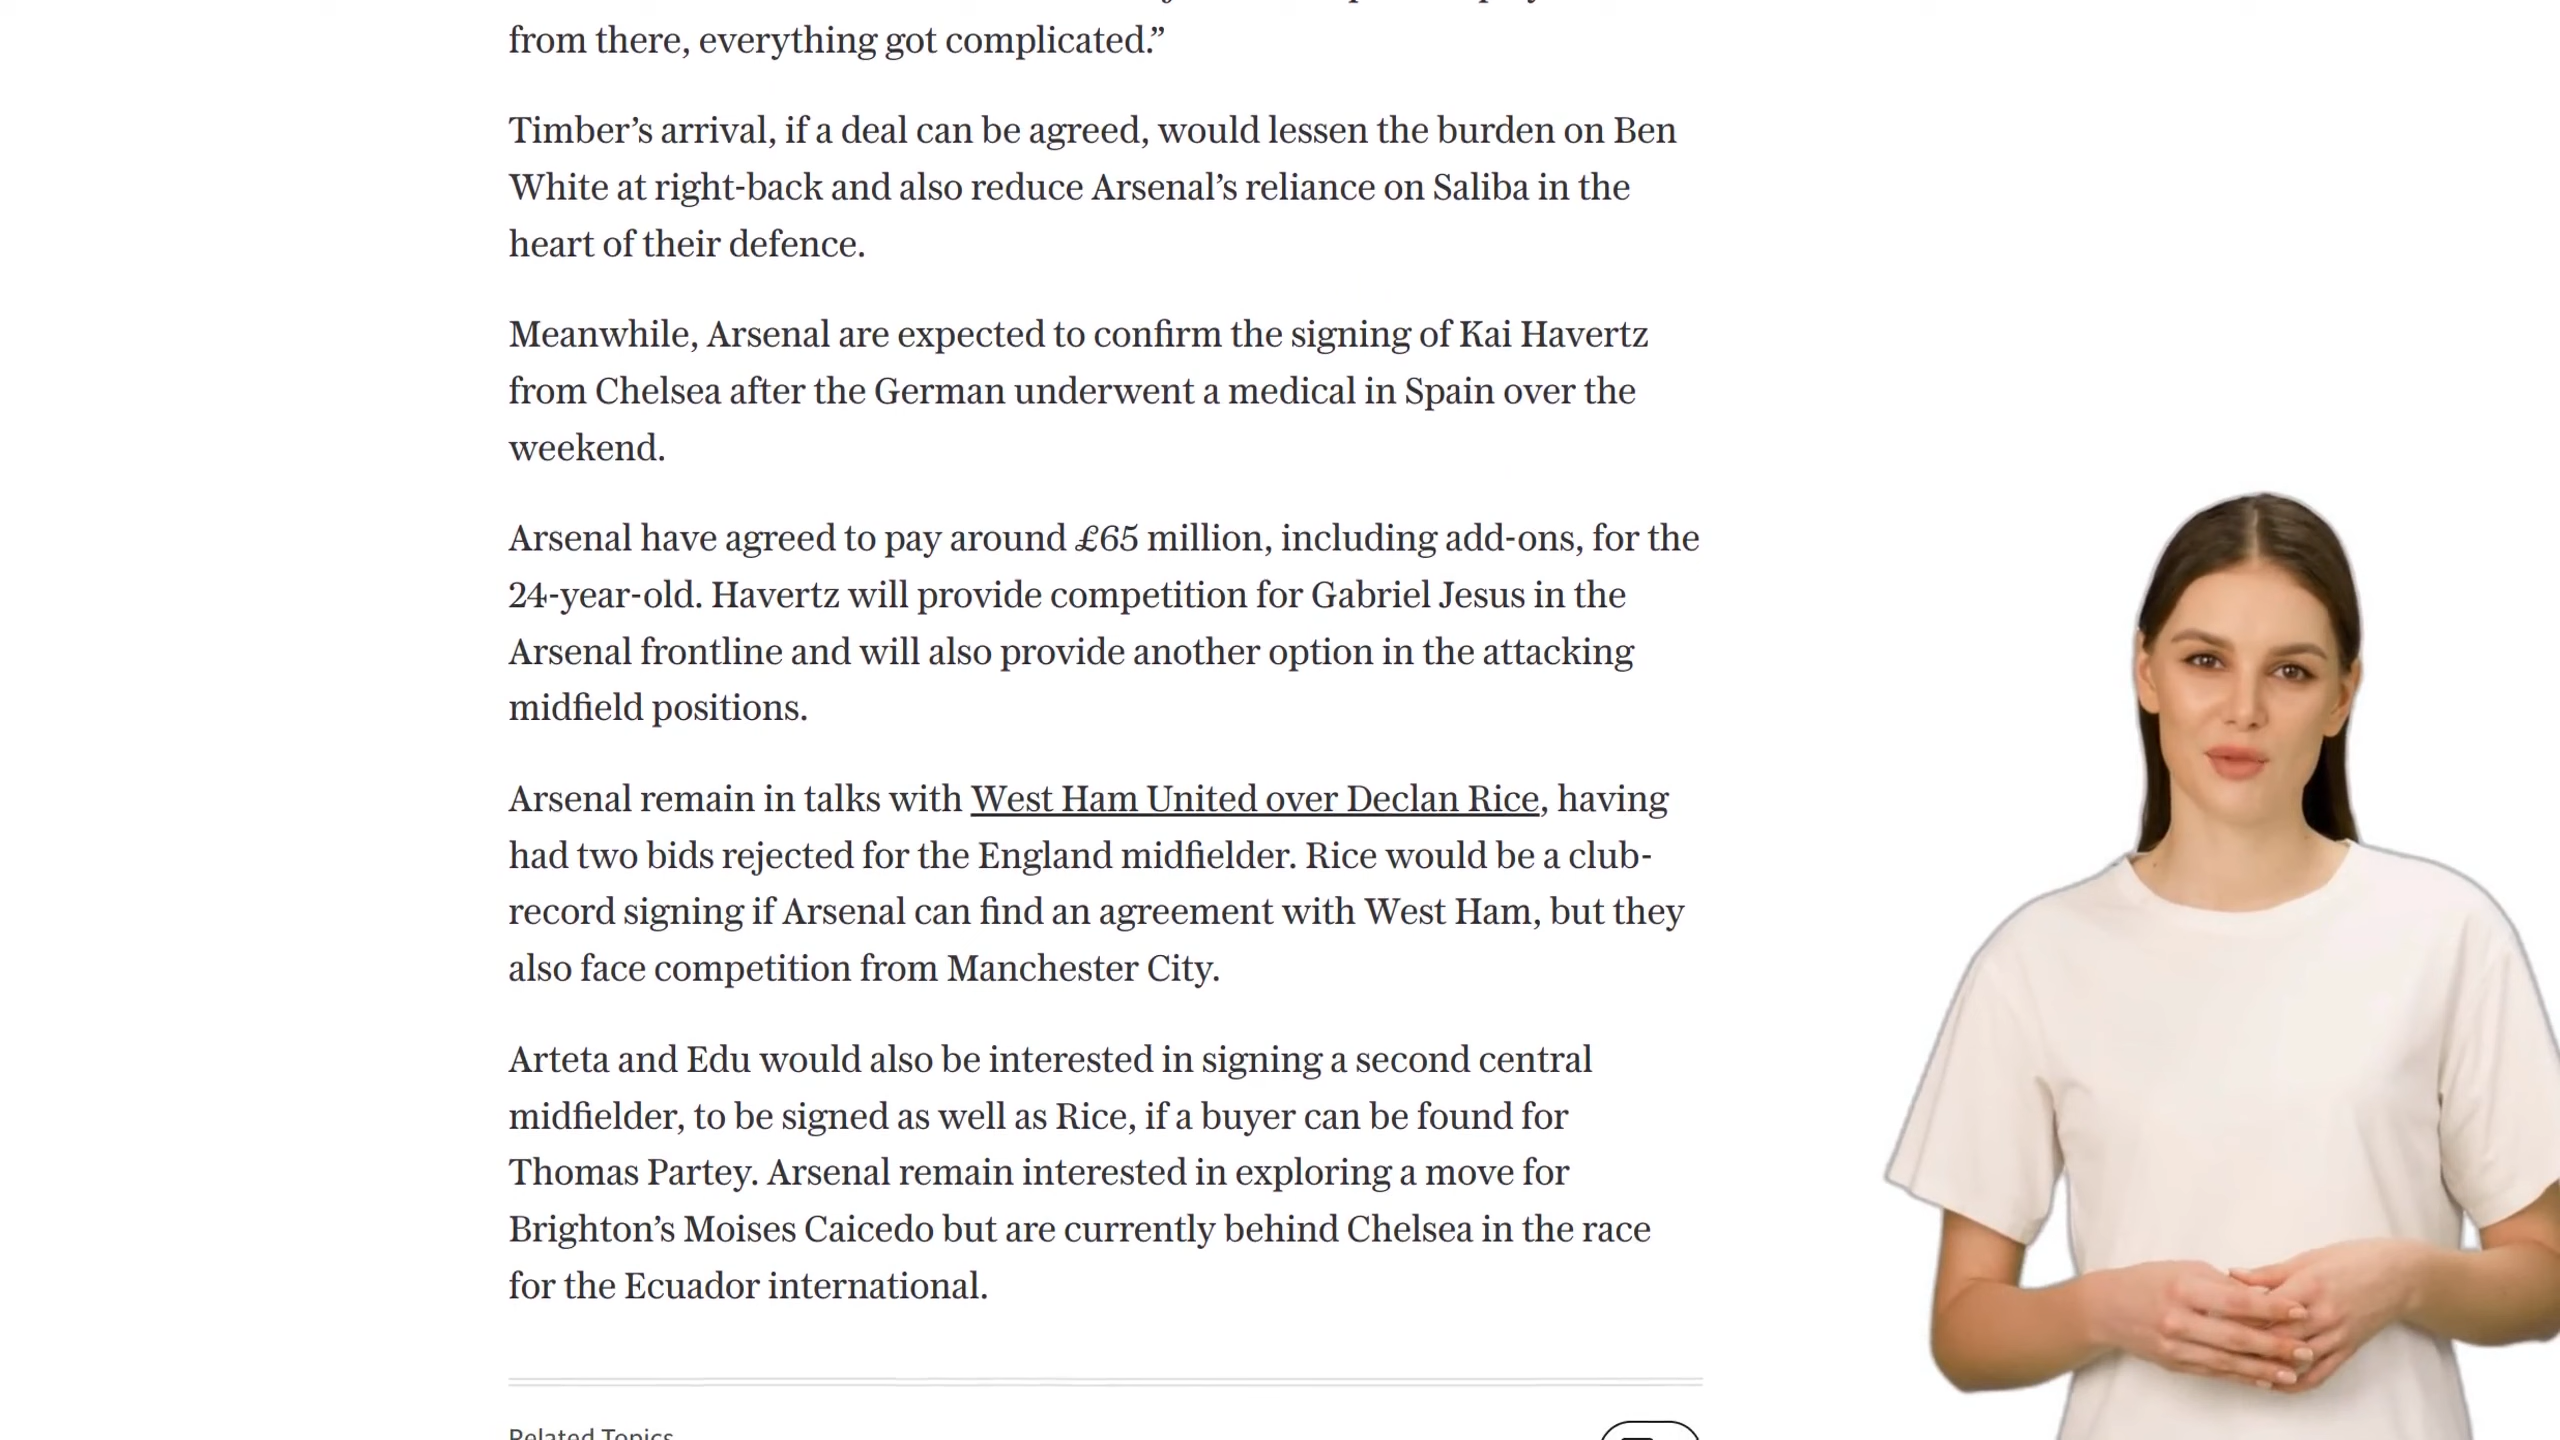 from there, everything got complicated.”
Timber’s arrival, if a deal can be agreed, would lessen the burden on Ben
White at right-back and also reduce Arsenal’s reliance on Saliba in the
heart of their defence.
Meanwhile, Arsenal are expected to confirm the signing of Kai Havertz
from Chelsea after the German underwent a medical in Spain over the
weekend.
Arsenal have agreed to pay around £65 million, including add-ons, for the
24-year-old. Havertz will provide competition for Gabriel Jesus in the
Arsenal frontline and will also provide another option in the attacking
midfield positions.
Arsenal remain in talks with West Ham United over Declan Rice, having
had two bids rejected for the England midfielder. Rice would be a club-
record signing if Arsenal can find an agreement with West Ham, but they
also face competition from Manchester City.
Arteta and Edu would also be interested in signing a second central
midfielder, to be signed as well as Rice, if a buyer can be found for
Thomas Partey. Arsenal remain interested in exploring a move for
Brighton’s Moises Caicedo but are currently behind Chelsea in the race
for the Ecuador international.
Related Topics